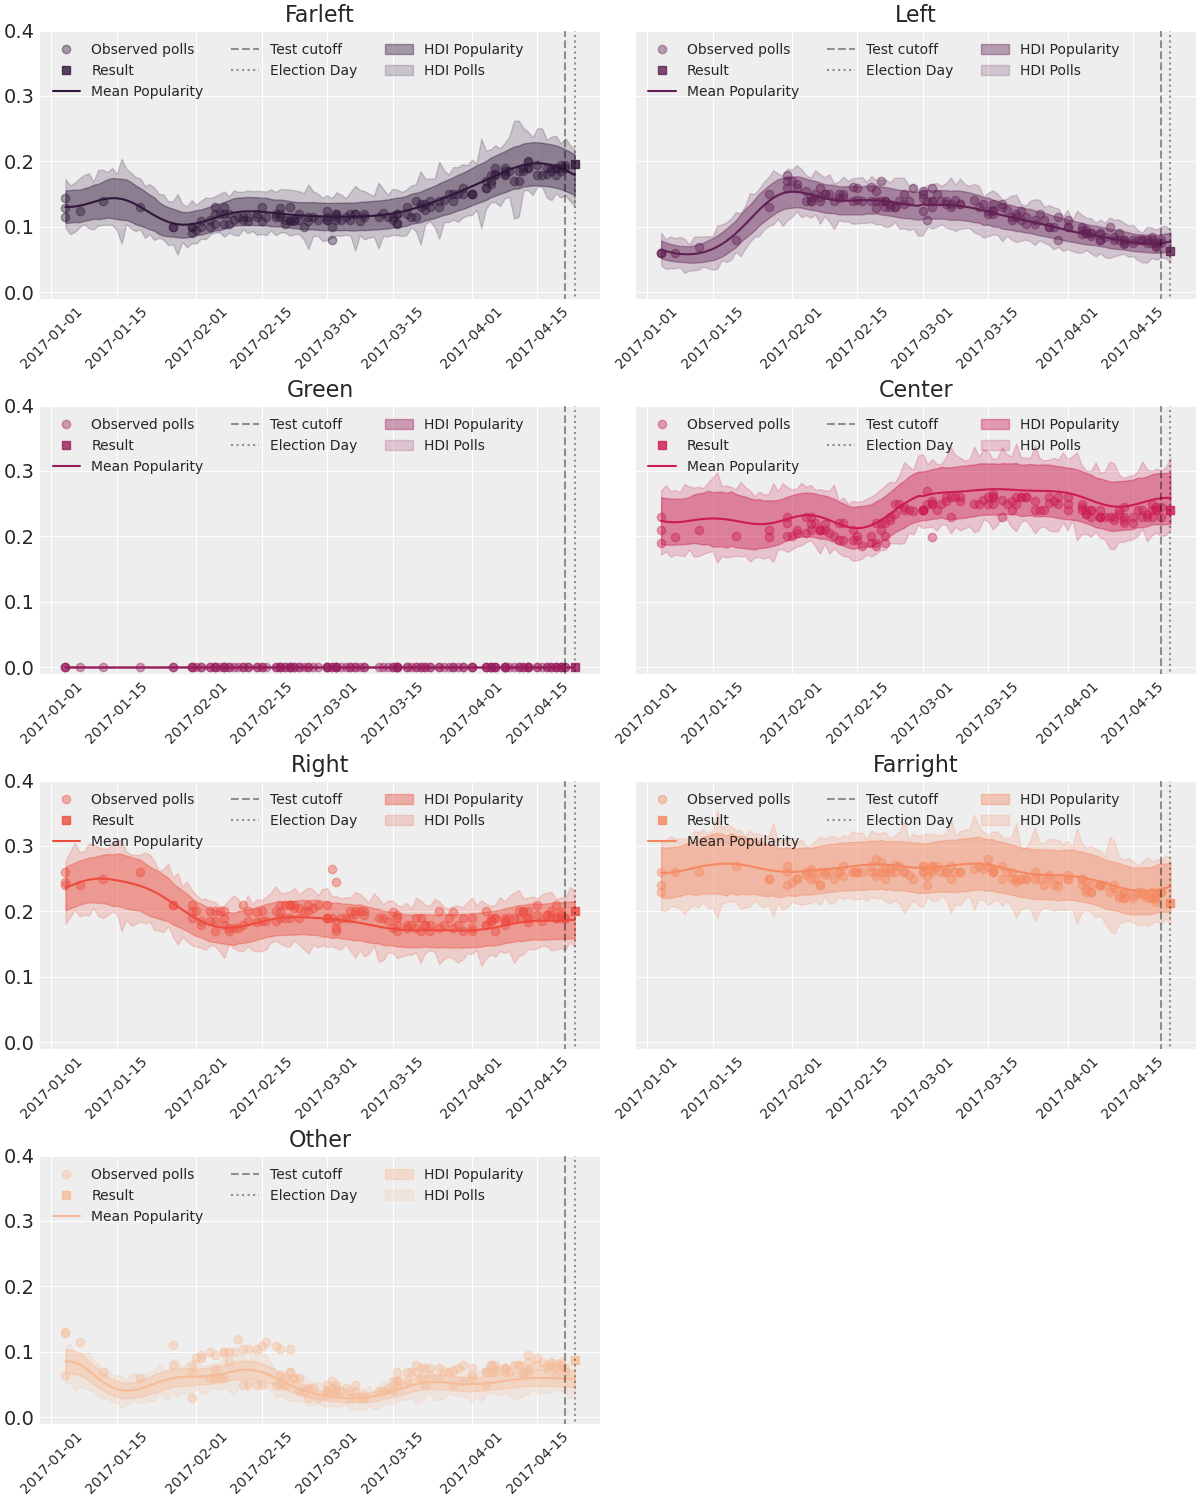 Farleft
Left
0.4
0.3
0.2
0.1
0.0
Observed polls
Result
Mean Popularity
Test cutoff
Election Day
HDI Popularity
HDI Polls
Observed polls
Result
Mean Popularity
Test cutoff
Election Day
HDI Popularity
HDI Polls
2017-01-01
2017-01-15
2017-02-01
2017-02-15
2017-03-01
2017-03-15
2017-04-01
2017-04-15
2017-01-01
2017-01-15
2017-02-01
2017-02-15
2017-03-01
2017-03-15
2017-04-01
2017-04-15
Green
Center
0.4
0.3
0.2
0.1
0.0
Observed polls
Result
Mean Popularity
Test cutoff
Election Day
HDI Popularity
HDI Polls
Observed polls
Result
Mean Popularity
Test cutoff
Election Day
HDI Popularity
HDI Polls
2017-01-01
2017-01-15
2017-02-01
2017-02-15
2017-03-01
2017-03-15
2017-04-01
2017-04-15
2017-01-01
2017-01-15
2017-02-01
2017-02-15
2017-03-01
2017-03-15
2017-04-01
2017-04-15
Right
Farright
0.4
0.3
0.2
0.1
0.0
Observed polls
Result
Mean Popularity
Test cutoff
Election Day
HDI Popularity
HDI Polls
Observed polls
Result
Mean Popularity
Test cutoff
Election Day
HDI Popularity
HDI Polls
2017-01-01
2017-01-15
2017-02-01
2017-02-15
2017-03-01
2017-03-15
2017-04-01
2017-04-15
2017-01-01
2017-01-15
2017-02-01
2017-02-15
2017-03-01
2017-03-15
2017-04-01
2017-04-15
Other
0.4
0.3
0.2
0.1
0.0
Observed polls
Result
Mean Popularity
Test cutoff
Election Day
HDI Popularity
HDI Polls
2017-01-01
2017-01-15
2017-02-01
2017-02-15
2017-03-01
2017-03-15
2017-04-01
2017-04-15